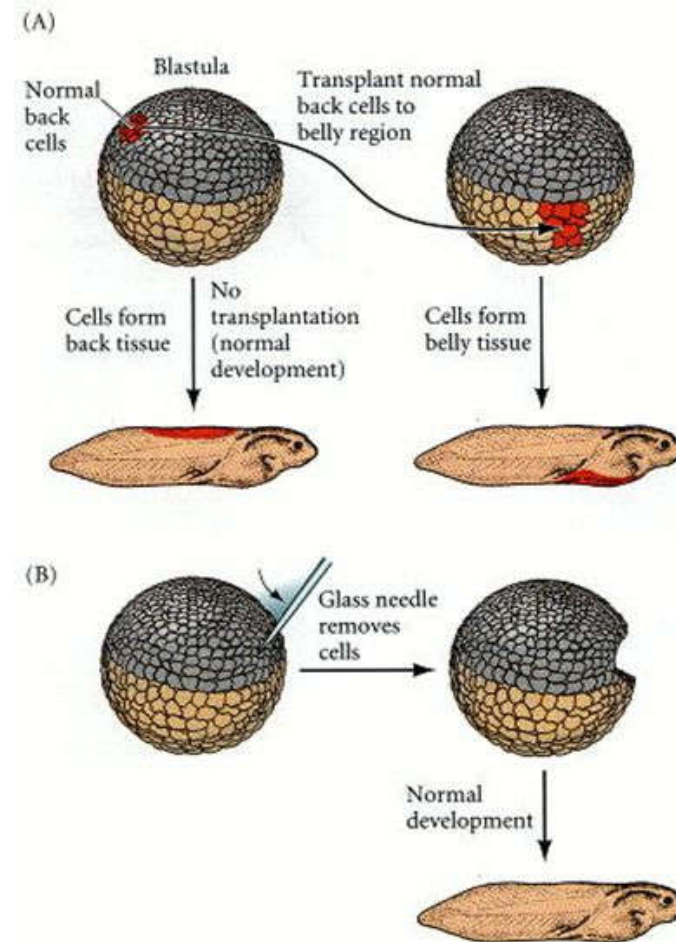 (A)
Blastula
Normal
back
cells
Transplant normal
back cells to
belly region
Cells form
back tissue
No
transplantation
(normal
development)
Cells form
belly tissue
(B)
Glass needle
removes
cells
Normal
development